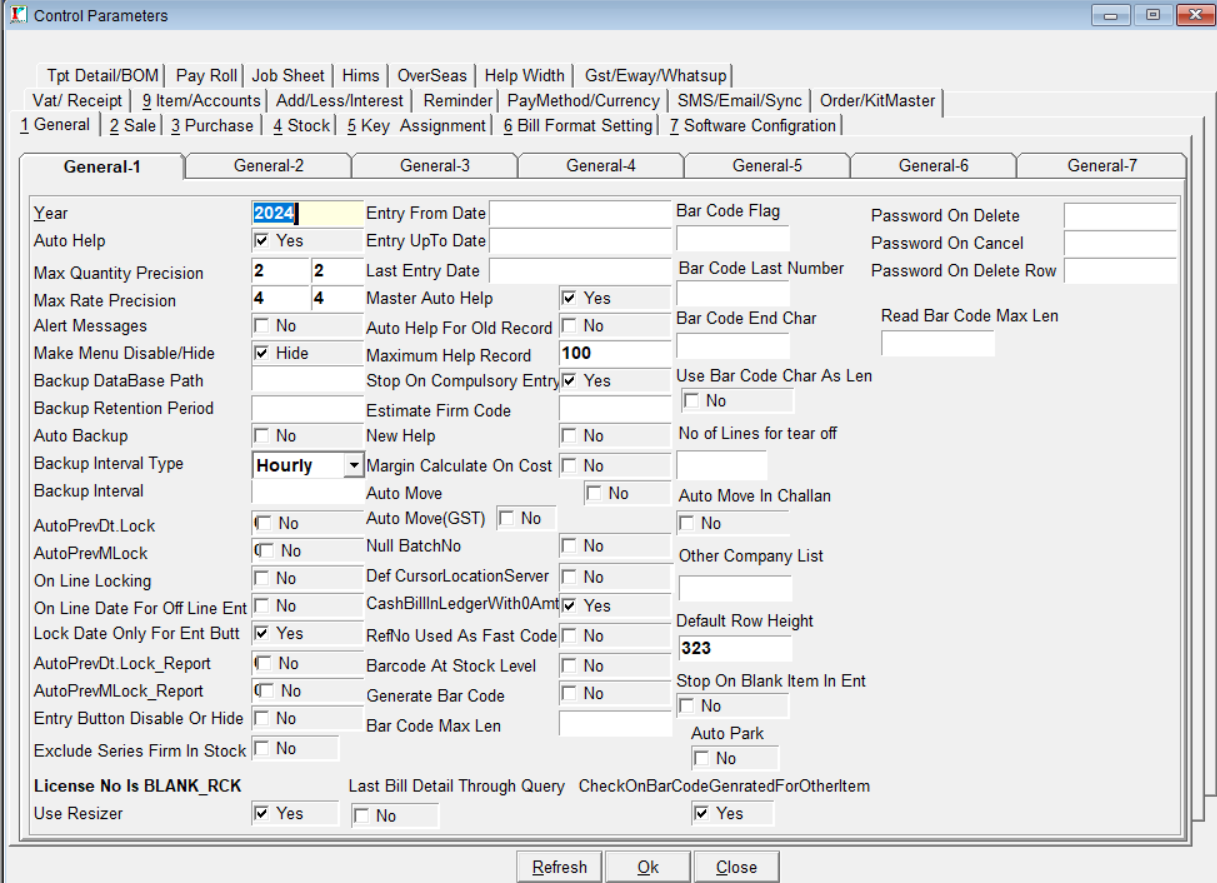 Control Parameters
Tpt Detail/BOM Pay Roll Job Sheet Hims OverSeas Help Width Gst/Eway/Whatsup
Vat/ Receipt 9 Item/Accounts Add/Less/Interest Reminder PayMethod/Currency SMS/Email/Sync Order/KitMaster
1 General 2 Sale 3 Purchase 4 Stock 5 Key Assignment 6 Bill Format Setting 7 Software Configration
General-1 General-2 General-3 General-4 General-5 General-6 General-7
Year 2024
Auto Help Yes
Max Quantity Precision 2 2
Max Rate Precision 4 4
Alert Messages No
Make Menu Disable/Hide Hide
Backup DataBase Path
Backup Retention Period
Auto Backup No
Backup Interval Type Hourly
Backup Interval
AutoPrevDt.Lock No
AutoPrevMLock No
On Line Locking No
On Line Date For Off Line Ent No
Lock Date Only For Ent Butt Yes
AutoPrevDt.Lock_Report No
AutoPrevMLock_Report No
Entry Button Disable Or Hide No
Exclude Series Firm In Stock No
License No Is BLANK_RCK
Use Resizer Yes
Entry From Date
Entry UpTo Date
Last Entry Date
Master Auto Help Yes
Auto Help For Old Record No
Maximum Help Record 100
Stop On Compulsory Entry Yes
Estimate Firm Code
New Help No
Margin Calculate On Cost No
Auto Move No
Auto Move(GST) No
Null BatchNo No
Def CursorLocationServer No
CashBillInLedgerWith0Amt Yes
RefNo Used As Fast Code No
Barcode At Stock Level No
Generate Bar Code No
Bar Code Max Len
Last Bill Detail Through Query
No
Bar Code Flag
Bar Code Last Number
Bar Code End Char
Use Bar Code Char As Len
No
No of Lines for tear off
Auto Move In Challan
No
Other Company List
Default Row Height
323
Stop On Blank Item In Ent
No
Auto Park
No
CheckOnBarCodeGenratedForOtherItem
Yes
Password On Delete
Password On Cancel
Password On Delete Row
Read Bar Code Max Len
Refresh Ok Close